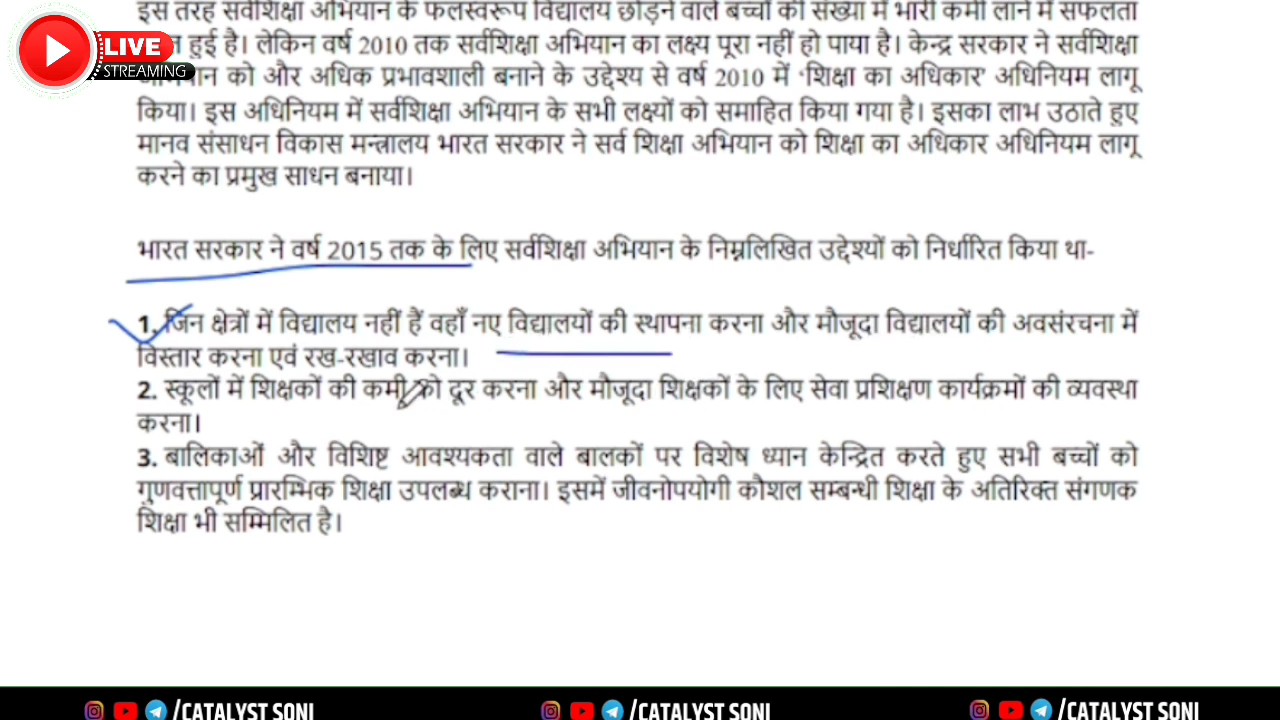 इस तरह सर्वशिक्षा अभियान के फलस्वरूप विद्यालय छोड़ने वाले बच्चों की संख्या में भारी कमी लाने में सफलता
हुई है। लेकिन वर्ष 2010 तक सर्वशिक्षा अभियान का लक्ष्य पूरा नहीं हो पाया है। केन्द्र सरकार ने सर्वशिक्षा
को और अधिक प्रभावशाली बनाने के उद्देश्य से वर्ष 2010 में 'शिक्षा का अधिकार' अधिनियम लागू
किया। इस अधिनियम में सर्वशिक्षा अभियान के सभी लक्ष्यों को समाहित किया गया है। इसका लाभ उठाते हुए
मानव संसाधन विकास मन्त्रालय भारत सरकार ने सर्व शिक्षा अभियान को शिक्षा का अधिकार अधिनियम लागू
करने का प्रमुख साधन बनाया।
भारत सरकार ने वर्ष 2015 तक के लिए सर्वशिक्षा अभियान के निम्नलिखित उद्देश्यों को निर्धारित किया था-
1. जिन क्षेत्रों में विद्यालय नहीं हैं वहाँ नए विद्यालयों की स्थापना करना और मौजूदा विद्यालयों की अवसंरचना में
विस्तार करना एवं रख-रखाव करना।
2. स्कूलों में शिक्षकों की कमी को दूर करना और मौजूदा शिक्षकों के लिए सेवा प्रशिक्षण कार्यक्रमों की व्यवस्था
करना।
3. बालिकाओं और विशिष्ट आवश्यकता वाले बालकों पर विशेष ध्यान केन्द्रित करते हुए सभी बच्चों को
गुणवत्तापूर्ण प्रारम्भिक शिक्षा उपलब्ध कराना। इसमें जीवनोपयोगी कौशल सम्बन्धी शिक्षा के अतिरिक्त संगणक
शिक्षा भी सम्मिलित है।
LIVE
STREAMING
/CATALYST SONI /CATALYST SONI /CATALYST SONI